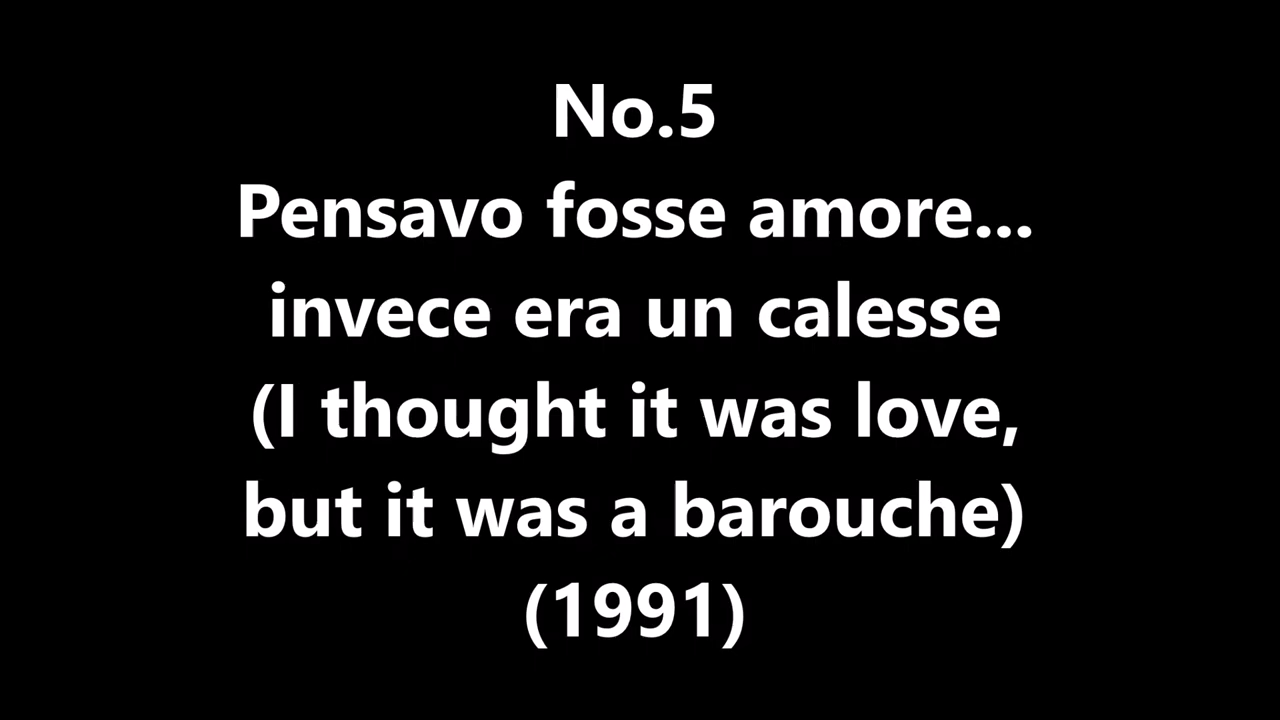 No.5
Pensavo fosse amore...
invece era un calesse
(I thought it was love,
but it was a barouche)
(1991)